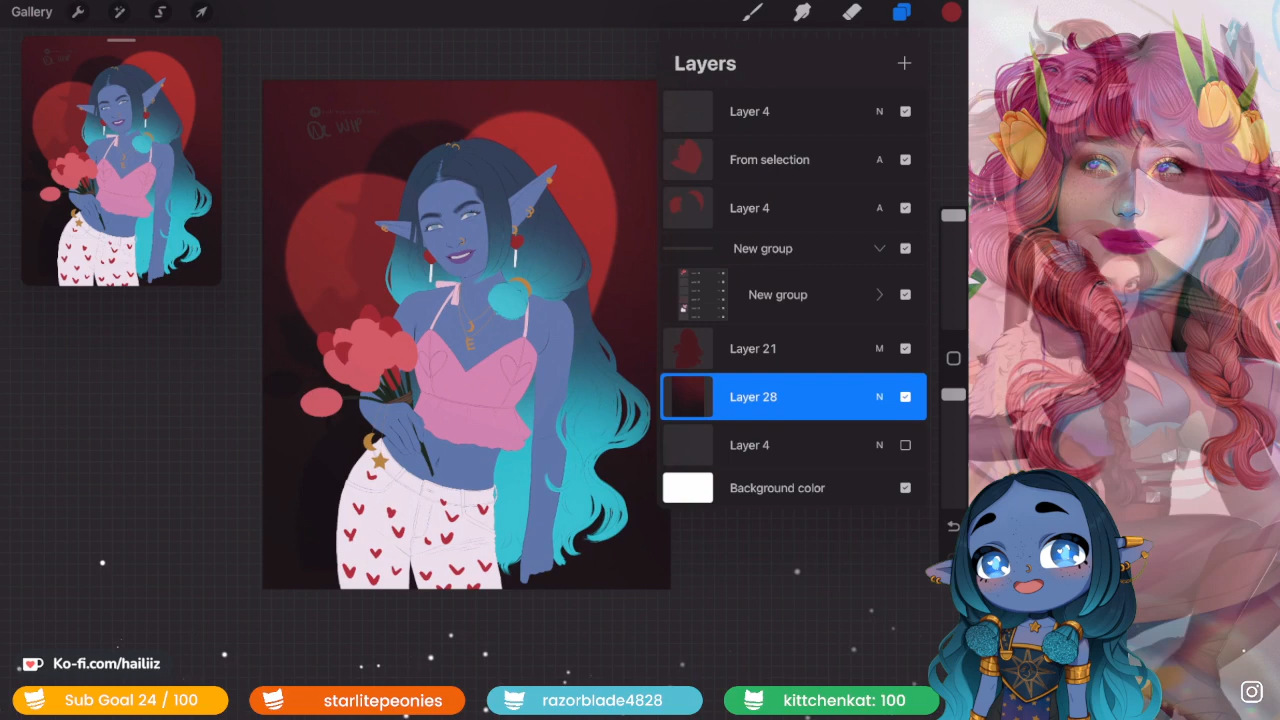 Gallery
Layers
Layer 4 N
From selection A
Layer 4 A
New group
New group
Layer 21 M
Layer 28 N
Layer 4 N
Background color
WIP
E
Ko-fi.com/hailiiz
Sub Goal 24 / 100
starlitepeonies
razorblade4828
kittchenkat: 100